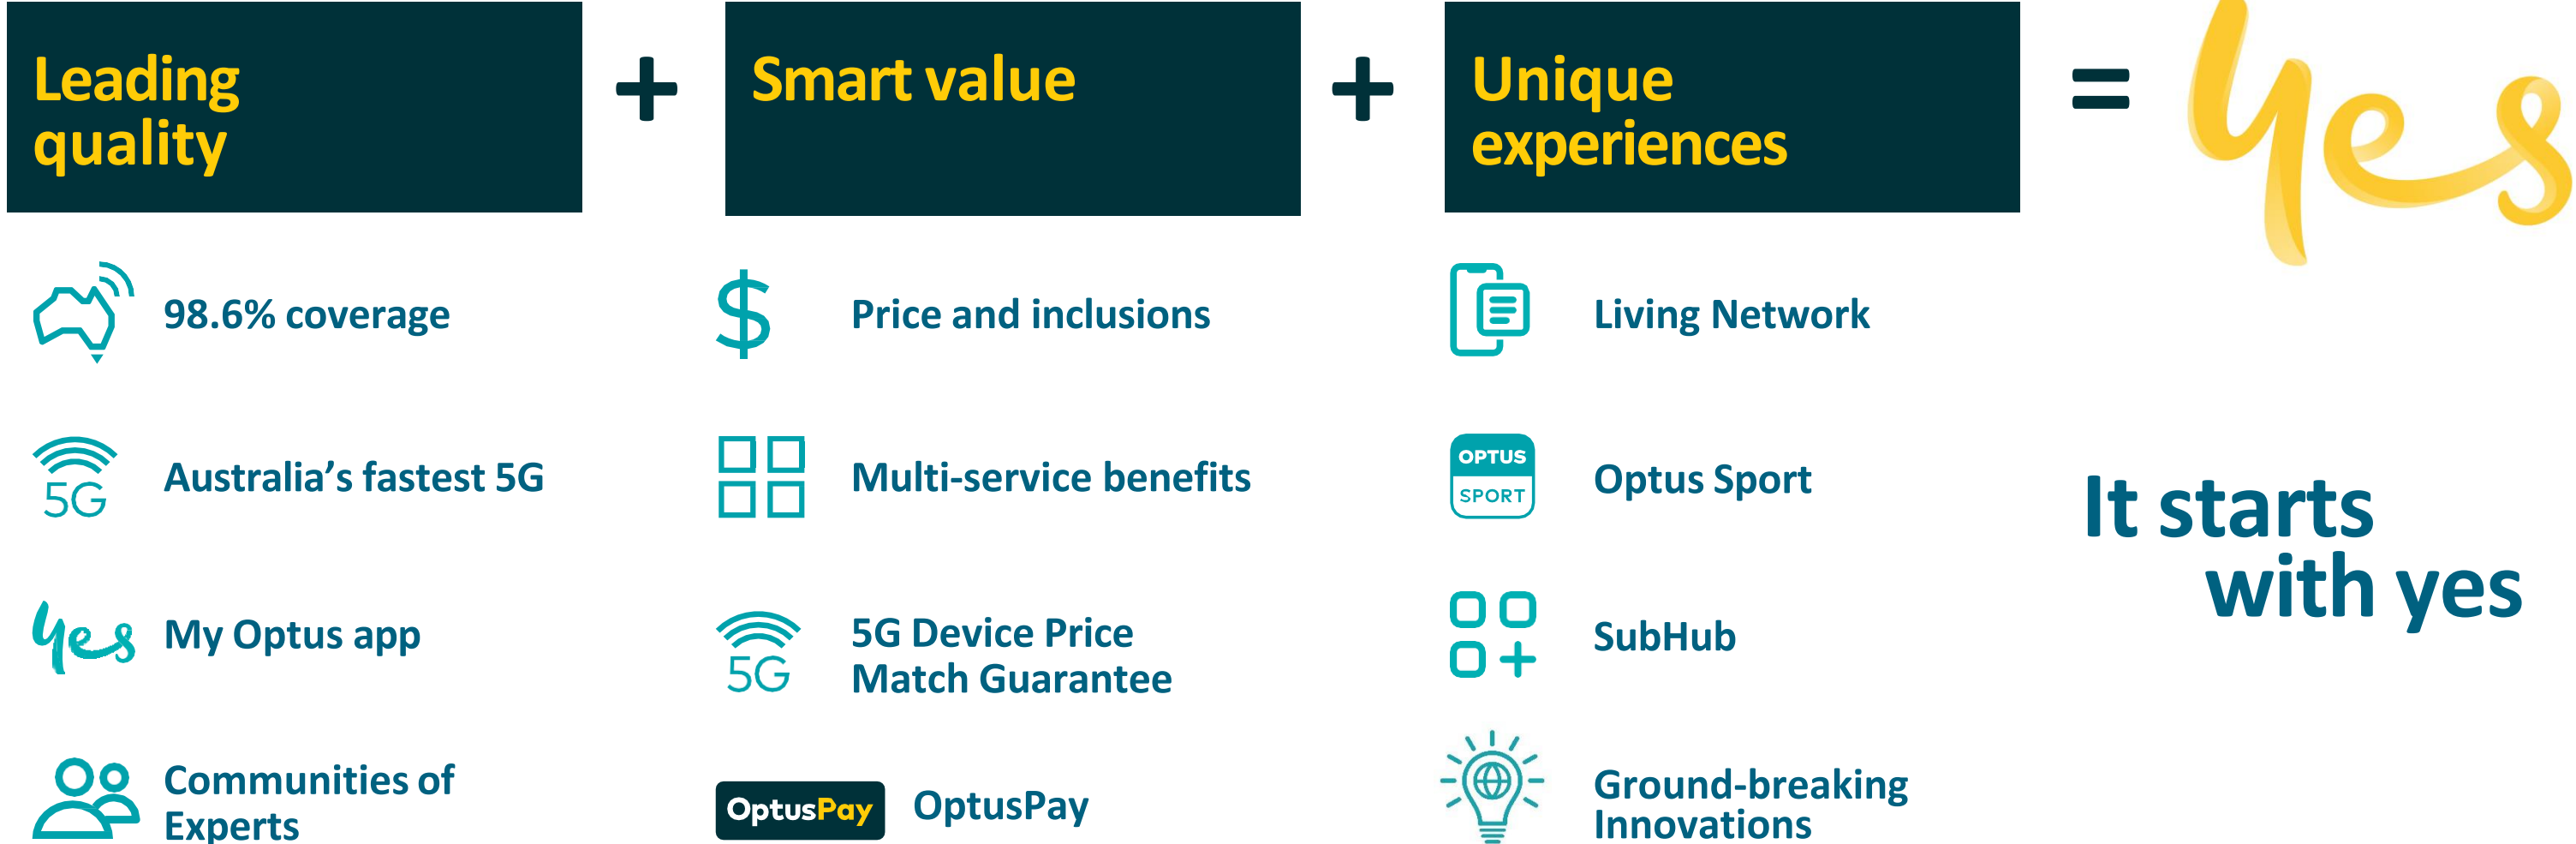 Leading
quality
+
Smart value
+
Unique
experiences
=
yes
98.6% coverage
5G
Australia’s fastest 5G
yes
My Optus app
Communities of
Experts
$
Price and inclusions
Multi-service benefits
5G
5G Device Price
Match Guarantee
OptusPay
OptusPay
Living Network
OPTUS
SPORT
Optus Sport
SubHub
Ground-breaking
Innovations
It starts
with yes